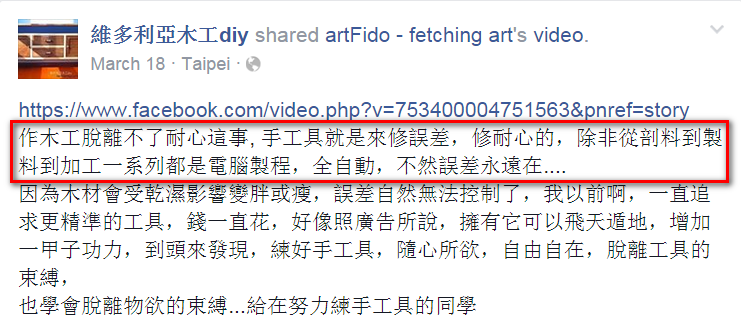 維多利亞木工diy shared artFido - fetching art's video.
March 18 · Taipei ·
https://www.facebook.com/video.php?v=753400004751563&pnref=story
作木工脫離不了耐心這事, 手工具就是來修誤差，修耐心的，除非從剖料到製
料到加工一系列都是電腦製程，全自動，不然誤差永遠在....
因為木材會受乾濕影響變胖或瘦，誤差自然無法控制了，我以前啊，一直追
求更精準的工具，錢一直花，好像照廣告所說，擁有它可以飛天遁地，增加
一甲子功力，到頭來發現，練好手工具，隨心所欲，自由自在，脫離工具的
束縛，
也學會脫離物欲的束縛...給在努力練手工具的同學